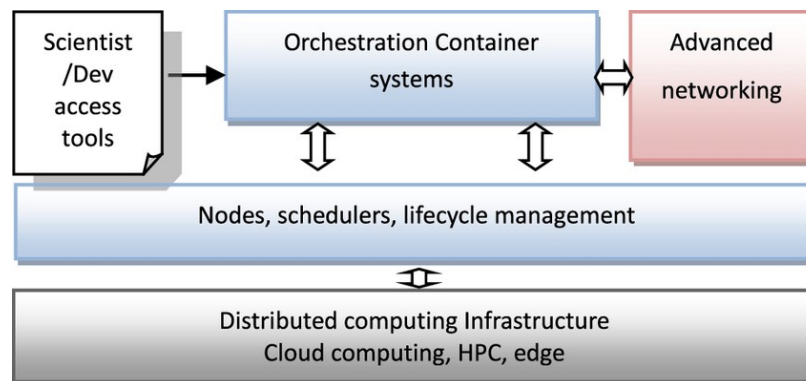 Scientist
/Dev
access
tools
Orchestration Container
systems
Advanced
networking
Nodes, schedulers, lifecycle management
Distributed computing Infrastructure
Cloud computing, HPC, edge